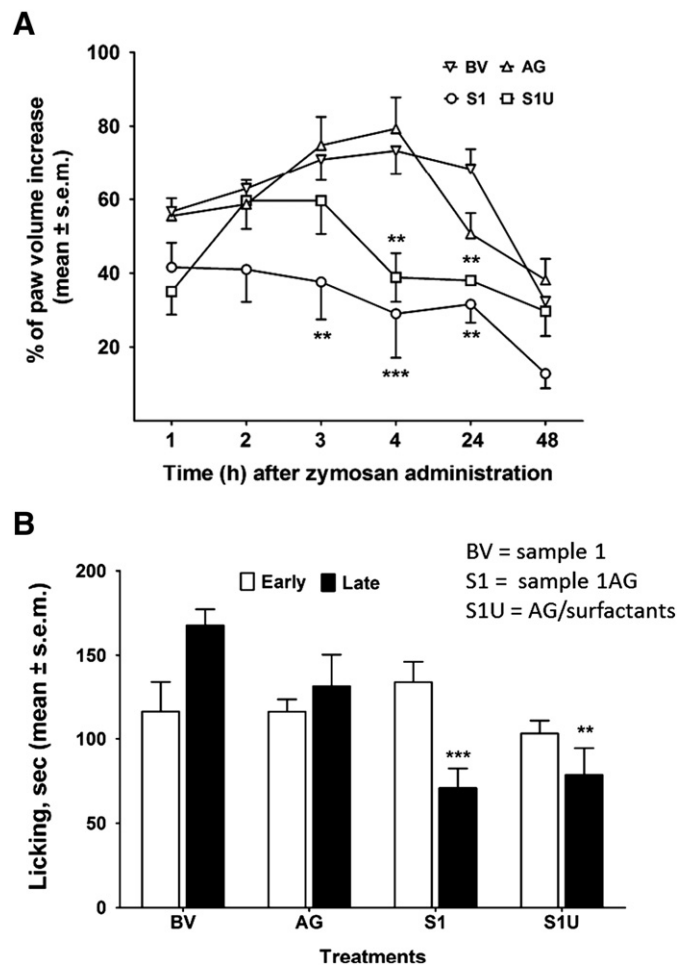 A
100
80
60
40
20
BV AG
S1 S1U
**
**
**
***
**
1 2 3 4 24 48
% of paw volume increase
(mean ± s.e.m.)
Time (h) after zymosan administration
B
BV = sample 1
S1 = sample 1AG
S1U = AG/surfactants
Early Late
200
150
100
50
0
***
**
BV AG S1 S1U
Licking, sec (mean ± s.e.m.)
Treatments